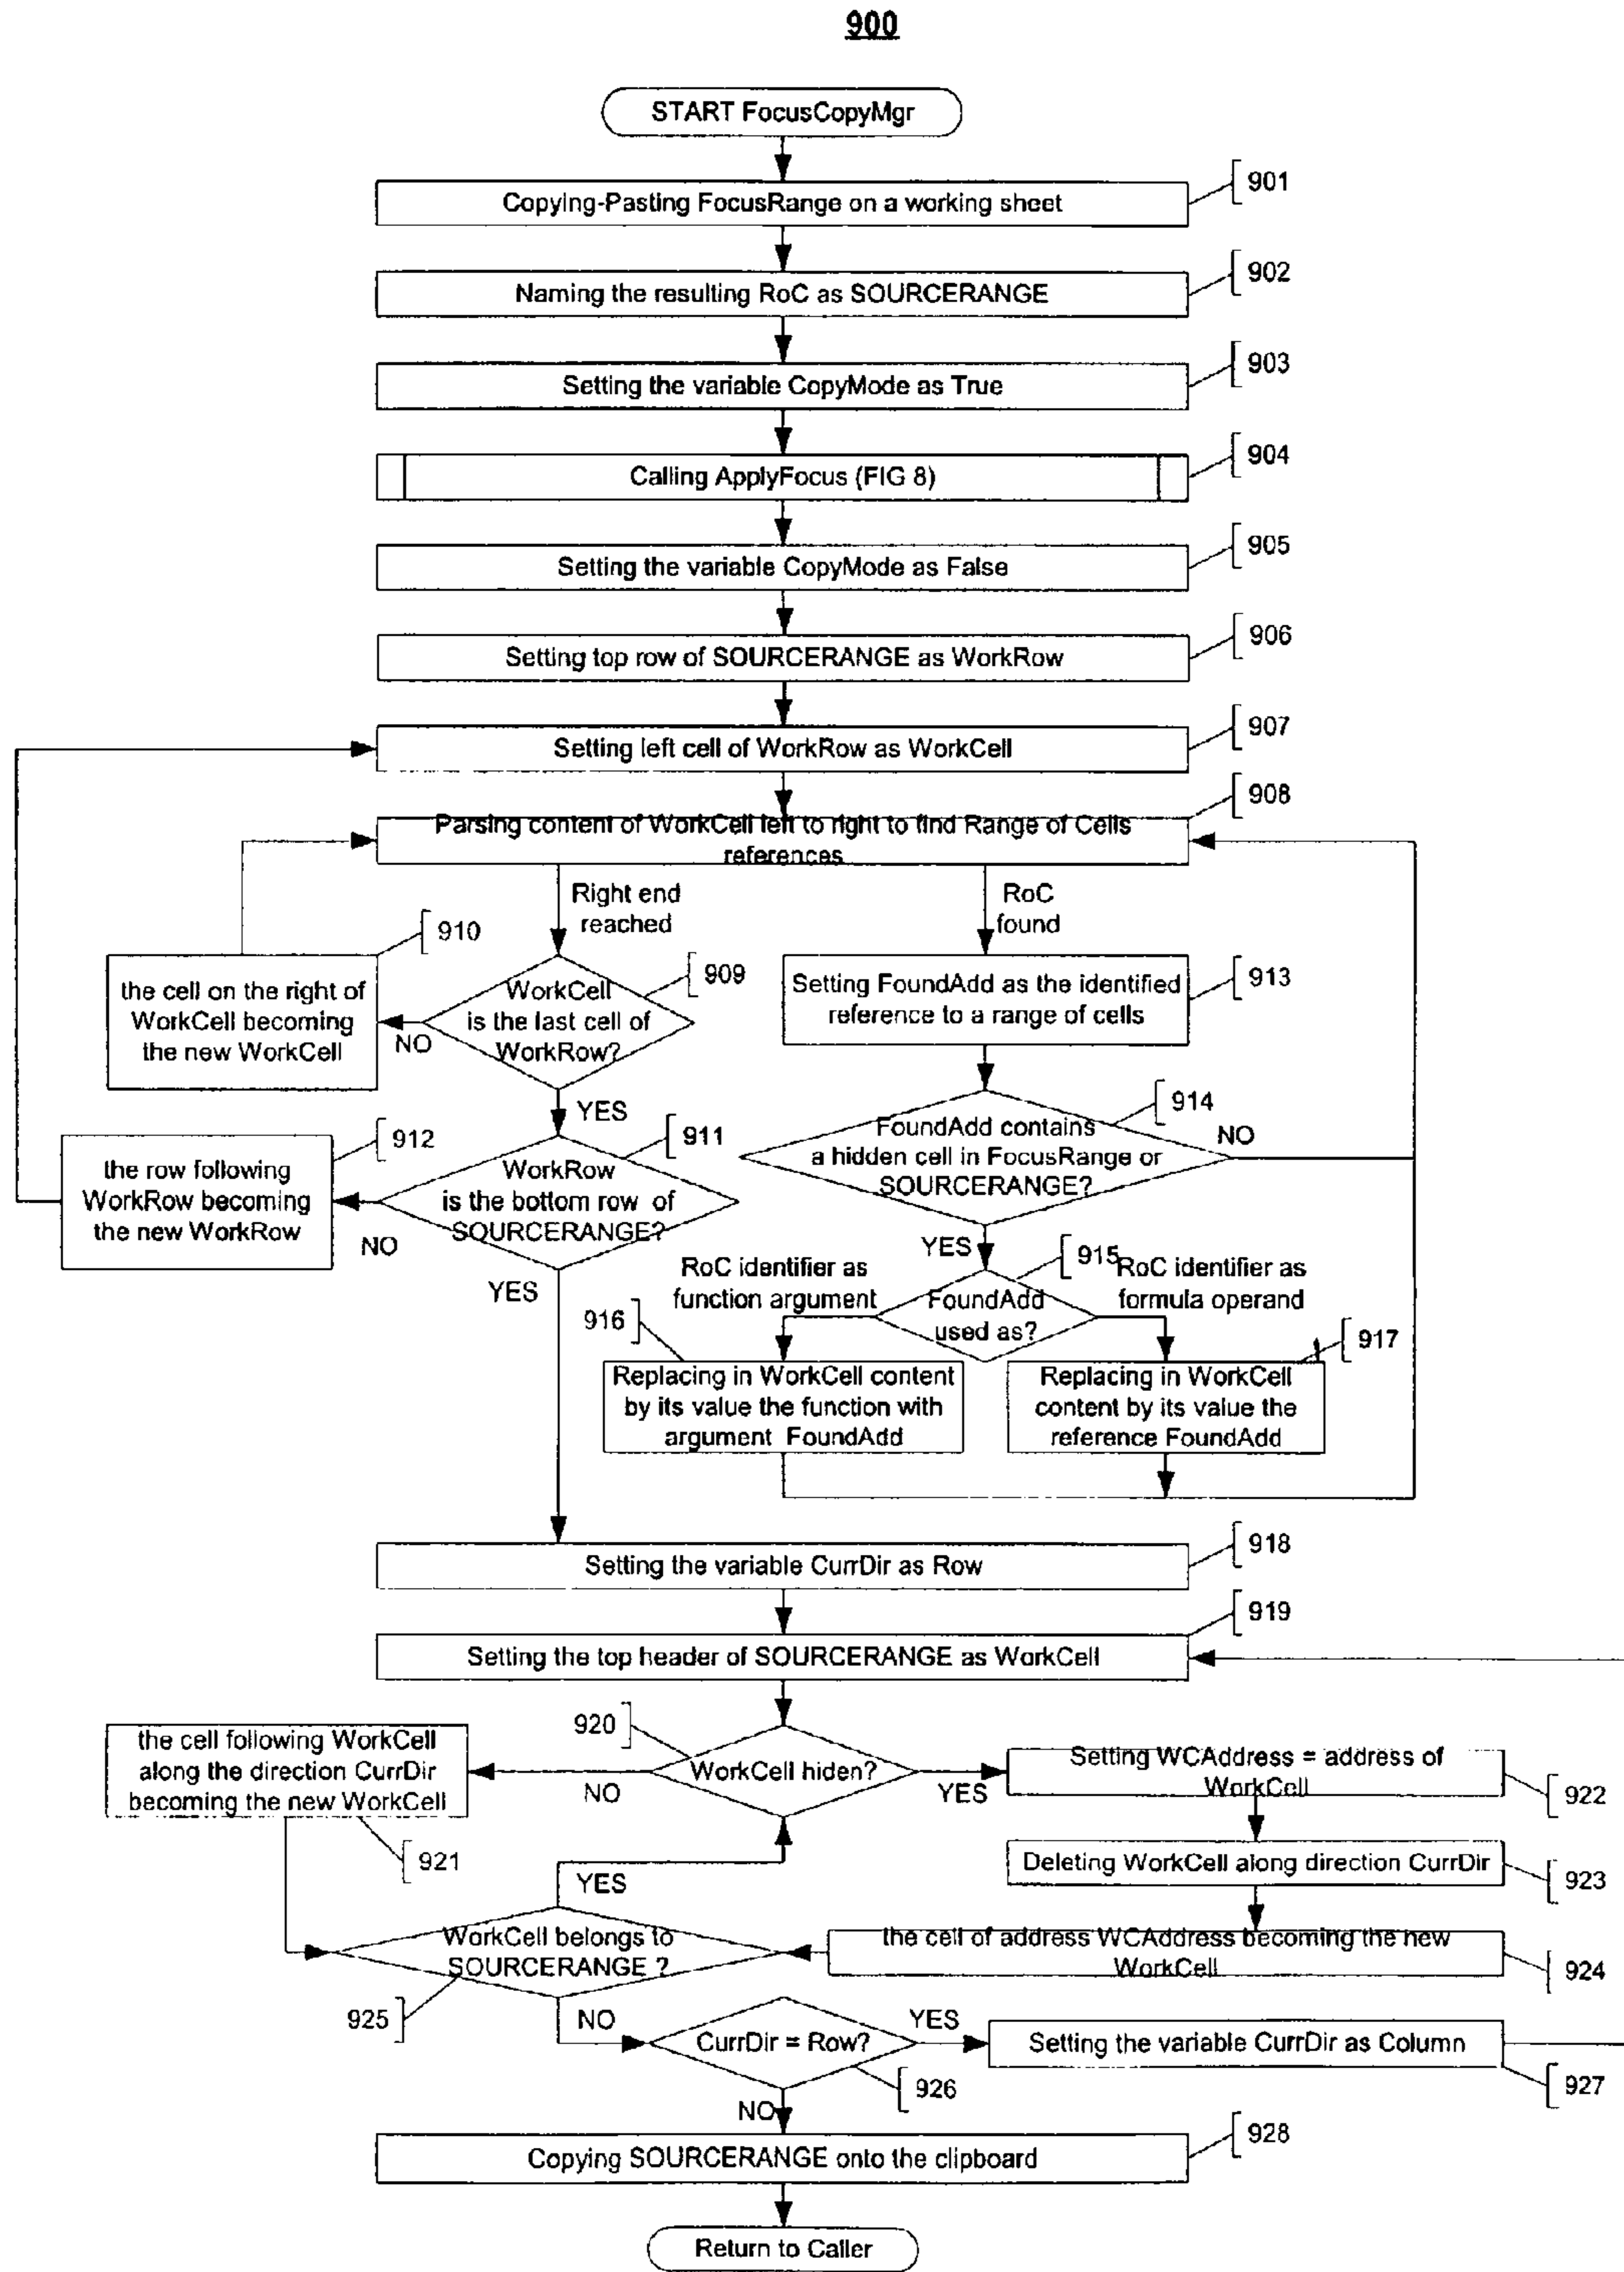 900
START FocusCopyMgr
901
Copying-Pasting FocusRange on a working sheet
902
Naming the resulting RoC as SOURCERANGE
903
Setting the variable CopyMode as True
904
Calling ApplyFocus (FIG 8)
905
Setting the variable CopyMode as False
906
Setting top row of SOURCERANGE as WorkRow
907
Setting left cell of WorkRow as WorkCell
908
Parsing content of WorkCell left to right to find Range of Cells
references
Right end
reached
RoC
found
910
the cell on the right of
WorkCell becoming
the new WorkCell
909
WorkCell
is the last cell of
WorkRow?
NO
YES
913
Setting FoundAdd as the identified
reference to a range of cells
914
FoundAdd contains
a hidden cell in FocusRange or
SOURCERANGE?
NO
YES
912
the row following
WorkRow becoming
the new WorkRow
911
WorkRow
is the bottom row of
SOURCERANGE?
NO
YES
915
RoC identifier as
function argument
FoundAdd
used as?
RoC identifier as
formula operand
916
Replacing in WorkCell content
by its value the function with
argument FoundAdd
917
Replacing in WorkCell
content by its value the
reference FoundAdd
918
Setting the variable CurrDir as Row
919
Setting the top header of SOURCERANGE as WorkCell
920
WorkCell hiden?
NO
YES
the cell following WorkCell
along the direction CurrDir
becoming the new WorkCell
921
Setting WCAddress = address of
WorkCell
922
Deleting WorkCell along direction CurrDir
923
the cell of address WCAddress becoming the new
WorkCell
924
YES
WorkCell belongs to
SOURCERANGE ?
925
NO
CurrDir = Row?
926
YES
Setting the variable CurrDir as Column
927
NO
928
Copying SOURCERANGE onto the clipboard
Return to Caller